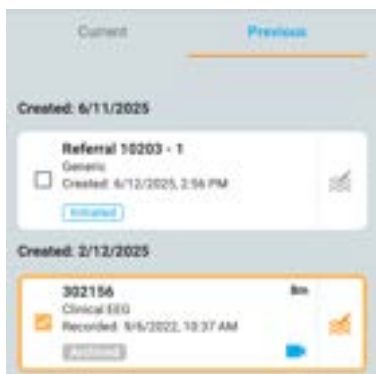 Current
Previous
Created: 6/11/2025
Referral 10203 - 1
Generic
Created: 6/12/2025, 2:56 PM
Initiated
Created: 2/12/2025
302156
8m
Clinical EEG
Recorded: 9/6/2022, 10:37 AM
Archived